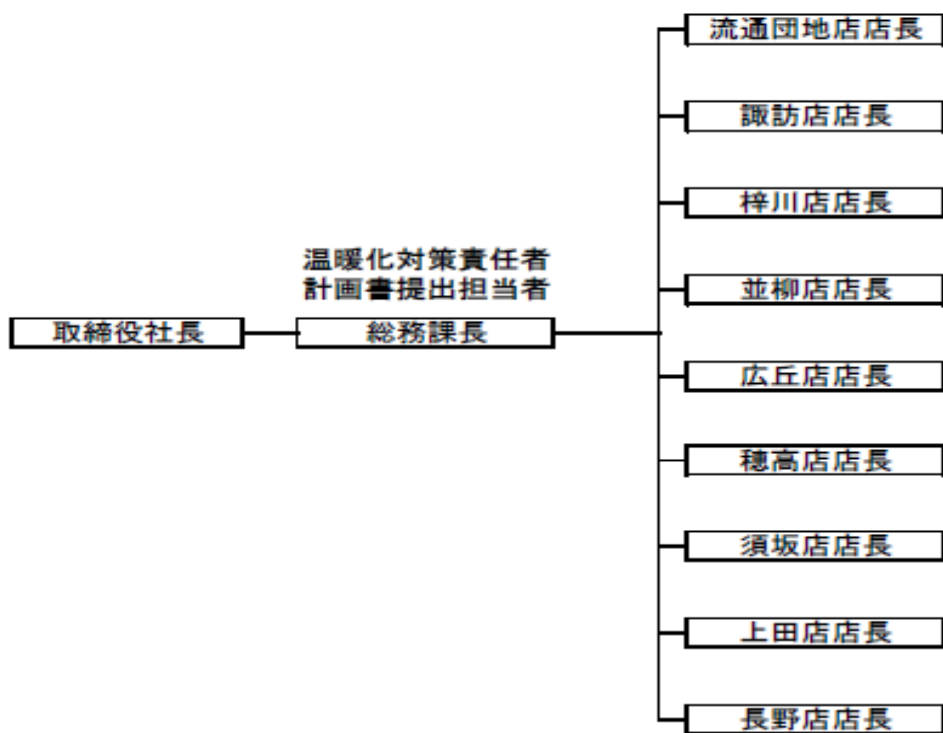 取締役社長
温暖化対策責任者
計画書提出担当者
総務課長
流通団地店店長
諏訪店店長
梓川店店長
並柳店店長
広丘店店長
穂高店店長
須坂店店長
上田店店長
長野店店長